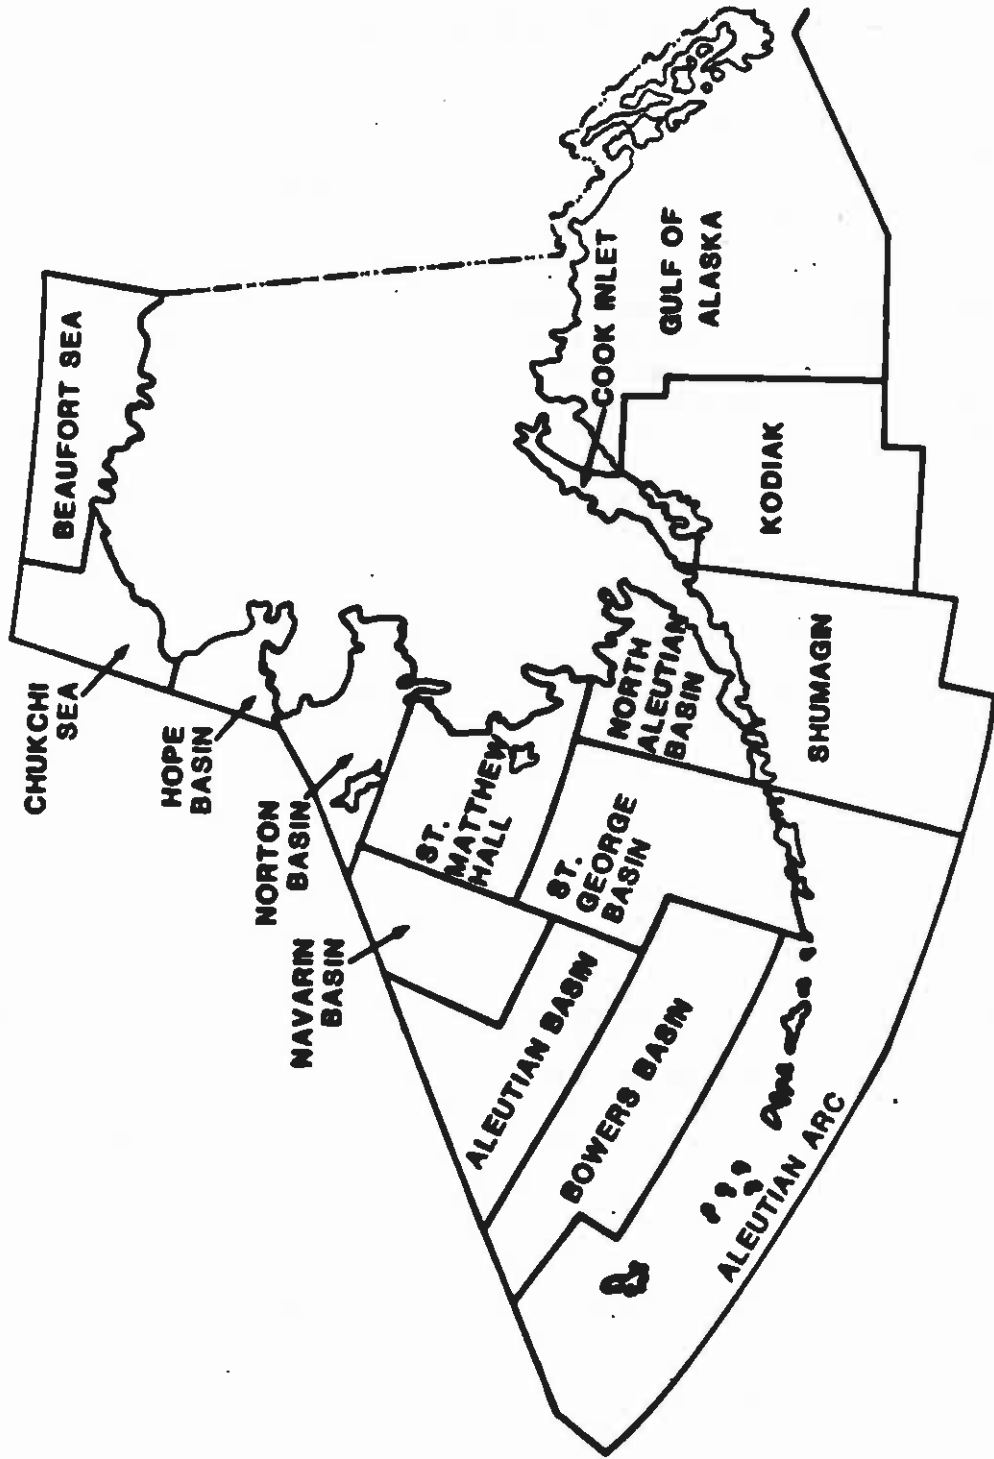 BEAUFORT SEA
CHUKCHI
SEA
HOPE
BASIN
NORTON
BASIN
NAVARIN
BASIN
ST.
MATTHEW
HALL
NORTH
ALEUTIAN
BASIN
ST.
GEORGE
BASIN
ALEUTIAN BASIN
BOWERS BASIN
ALEUTIAN ARC
SHUMAGIN
KODIAK
COOK INLET
GULF OF
ALASKA